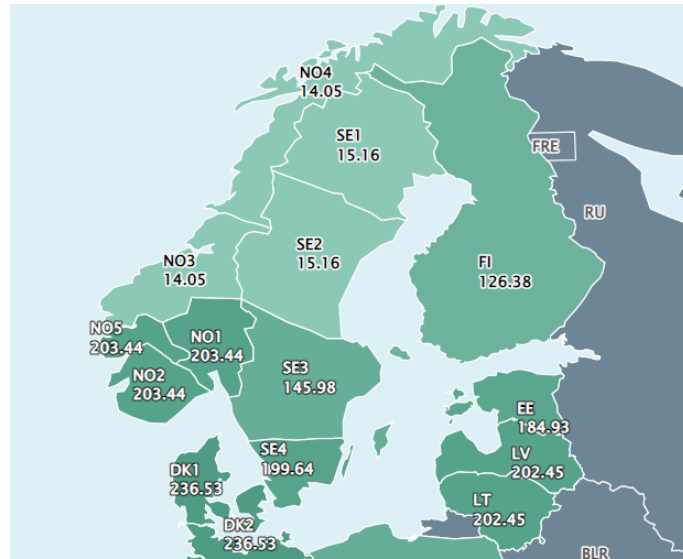 NO4
14.05
SE1
15.16
FRE
RU
SE2
15.16
NO3
14.05
FI
126.38
NO5
203.44
NO1
203.44
NO2
203.44
SE3
145.98
EE
184.93
SE4
199.64
LV
202.45
DK1
236.53
LT
202.45
DK2
236.53
BLR